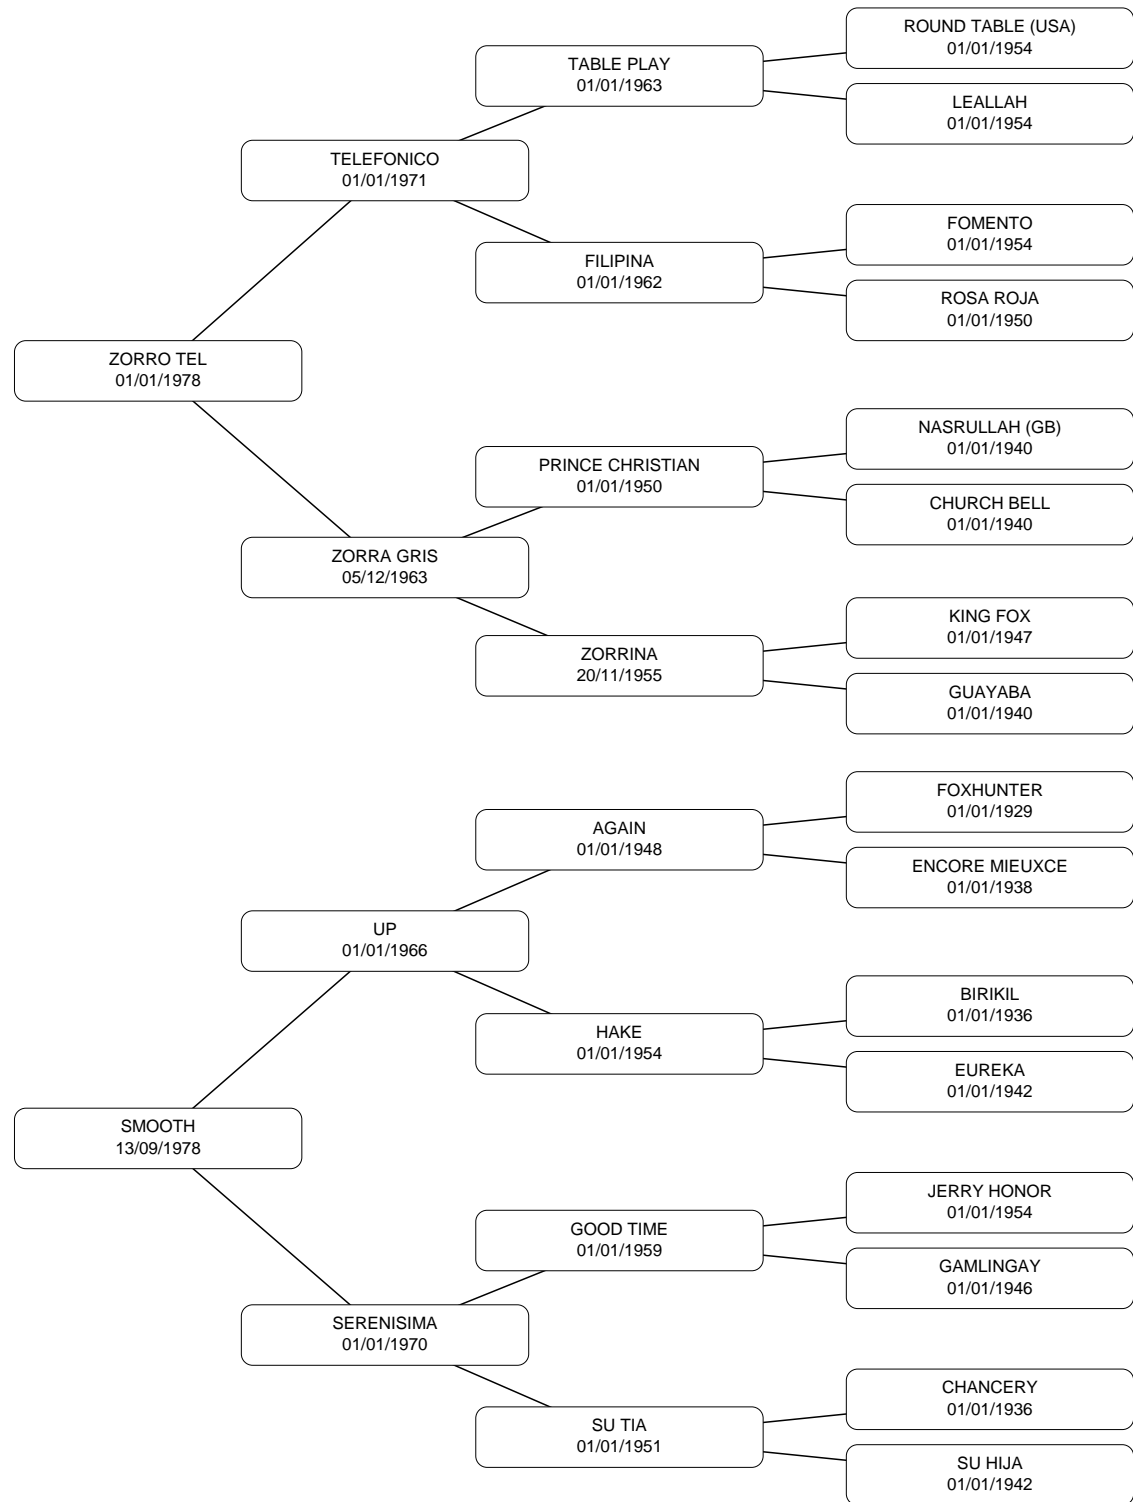 ROUND TABLE (USA)
01/01/1954
TABLE PLAY
01/01/1963
LEALLAH
01/01/1954
TELEFONICO
01/01/1971
FOMENTO
01/01/1954
FILIPINA
01/01/1962
ROSA ROJA
01/01/1950
ZORRO TEL
01/01/1978
NASRULLAH (GB)
01/01/1940
PRINCE CHRISTIAN
01/01/1950
CHURCH BELL
01/01/1940
ZORRA GRIS
05/12/1963
KING FOX
01/01/1947
ZORRINA
20/11/1955
GUAYABA
01/01/1940
FOXHUNTER
01/01/1929
AGAIN
01/01/1948
ENCORE MIEUXCE
01/01/1938
UP
01/01/1966
BIRIKIL
01/01/1936
HAKE
01/01/1954
EUREKA
01/01/1942
SMOOTH
13/09/1978
JERRY HONOR
01/01/1954
GOOD TIME
01/01/1959
GAMLINGAY
01/01/1946
SERENISIMA
01/01/1970
CHANCERY
01/01/1936
SU TIA
01/01/1951
SU HIJA
01/01/1942